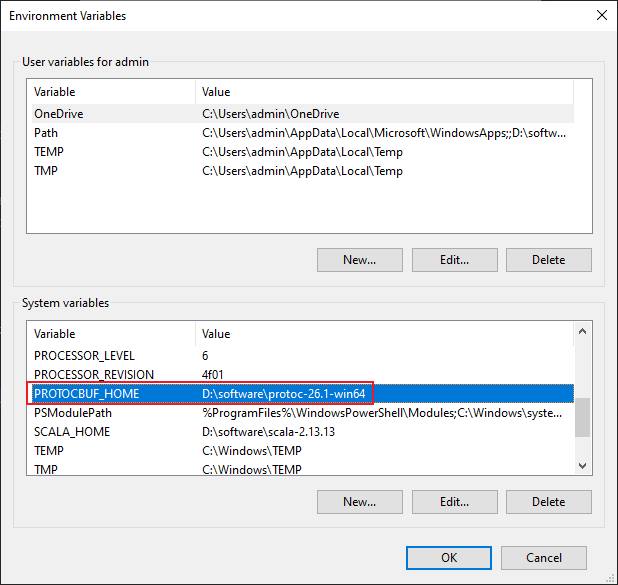 Environment Variables
User variables for admin
Variable Value
OneDrive C:\Users\admin\OneDrive
Path C:\Users\admin\AppData\Local\Microsoft\WindowsApps;;D:\softw...
TEMP C:\Users\admin\AppData\Local\Temp
TMP C:\Users\admin\AppData\Local\Temp
New... Edit... Delete
System variables
Variable Value
PROCESSOR_LEVEL 6
PROCESSOR_REVISION 4f01
PROTOCBUF_HOME D:\software\protoc-26.1-win64
PSModulePath %ProgramFiles%\WindowsPowerShell\Modules;C:\Windows\syste...
SCALA_HOME D:\software\scala-2.13.13
TEMP C:\Windows\TEMP
TMP C:\Windows\TEMP
New... Edit... Delete
OK Cancel